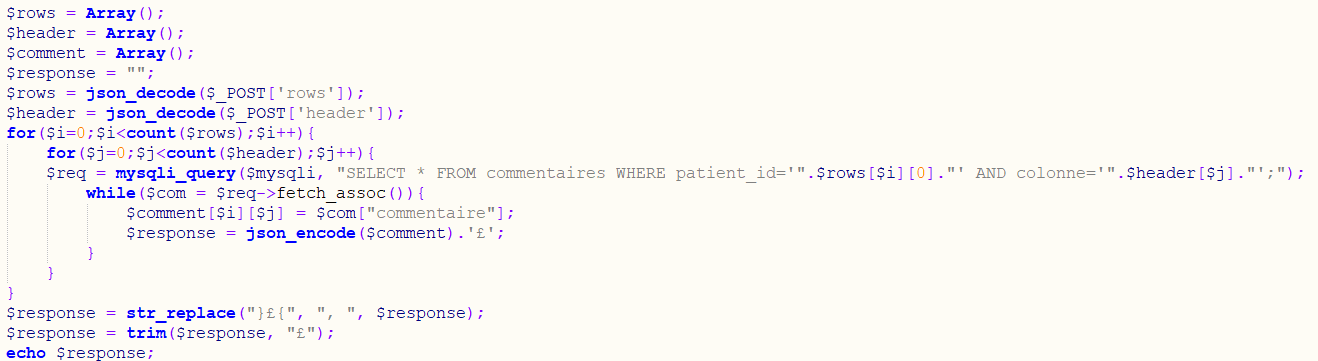 $rows = Array();
$header = Array();
$comment = Array();
$response = "";
$rows = json_decode($_POST['rows']);
$header = json_decode($_POST['header']);
for($i=0;$i<count($rows);$i++){
    for($j=0;$j<count($header);$j++){
    $req = mysqli_query($mysqli, "SELECT * FROM commentaires WHERE patient_id='".$rows[$i][0]."' AND colonne='".$header[$j]."';");
        while($com = $req->fetch_assoc()){
            $comment[$i][$j] = $com["commentaire"];
            $response = json_encode($comment).'£';
        }
    }
}
$response = str_replace("}£{", ", ", $response);
$response = trim($response, "£");
echo $response;